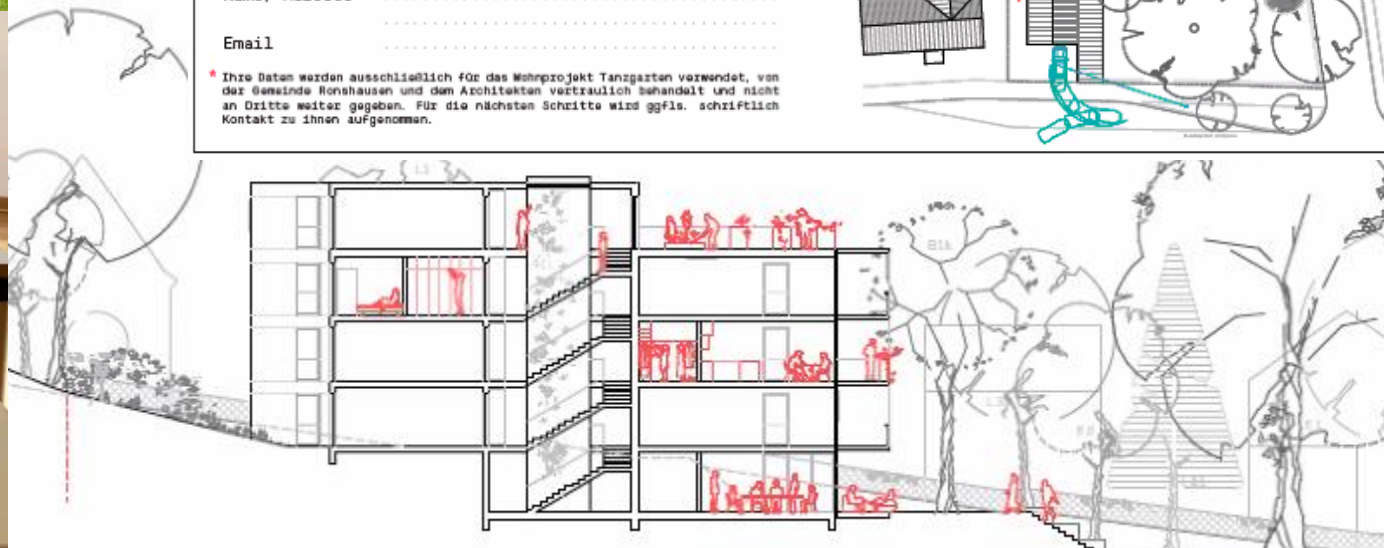 Email
* Ihre Daten werden ausschließlich für das Wohnprojekt Tanzgarten verwendet, von
der Gemeinde Ronshausen und dem Architekten vertraulich behandelt und nicht
an Dritte weiter gegeben. Für die nächsten Schritte wird ggfls. schriftlich
Kontakt zu ihnen aufgenommen.